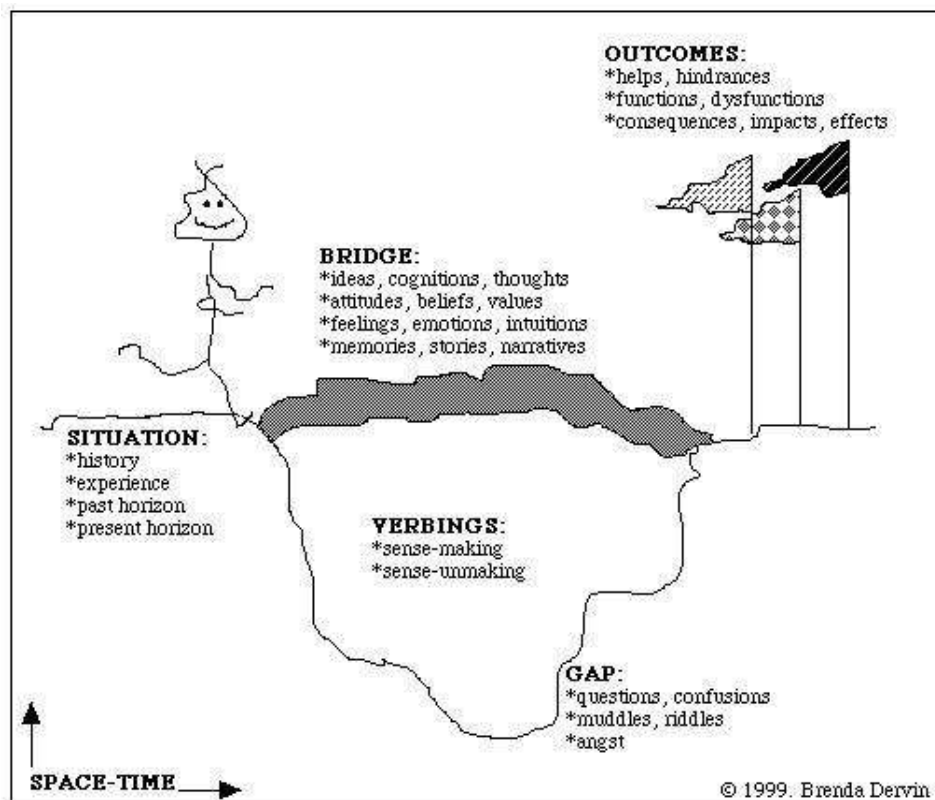 OUTCOMES:
*helps, hindrances
*functions, dysfunctions
*consequences, impacts, effects
BRIDGE:
*ideas, cognitions, thoughts
*attitudes, beliefs, values
*feelings, emotions, intuitions
*memories, stories, narratives
SITUATION:
*history
*experience
*past horizon
*present horizon
VERBINGS:
*sense-making
*sense-unmaking
GAP:
*questions, confusions
*muddles, riddles
*angst
SPACE-TIME
© 1999. Brenda Dervin